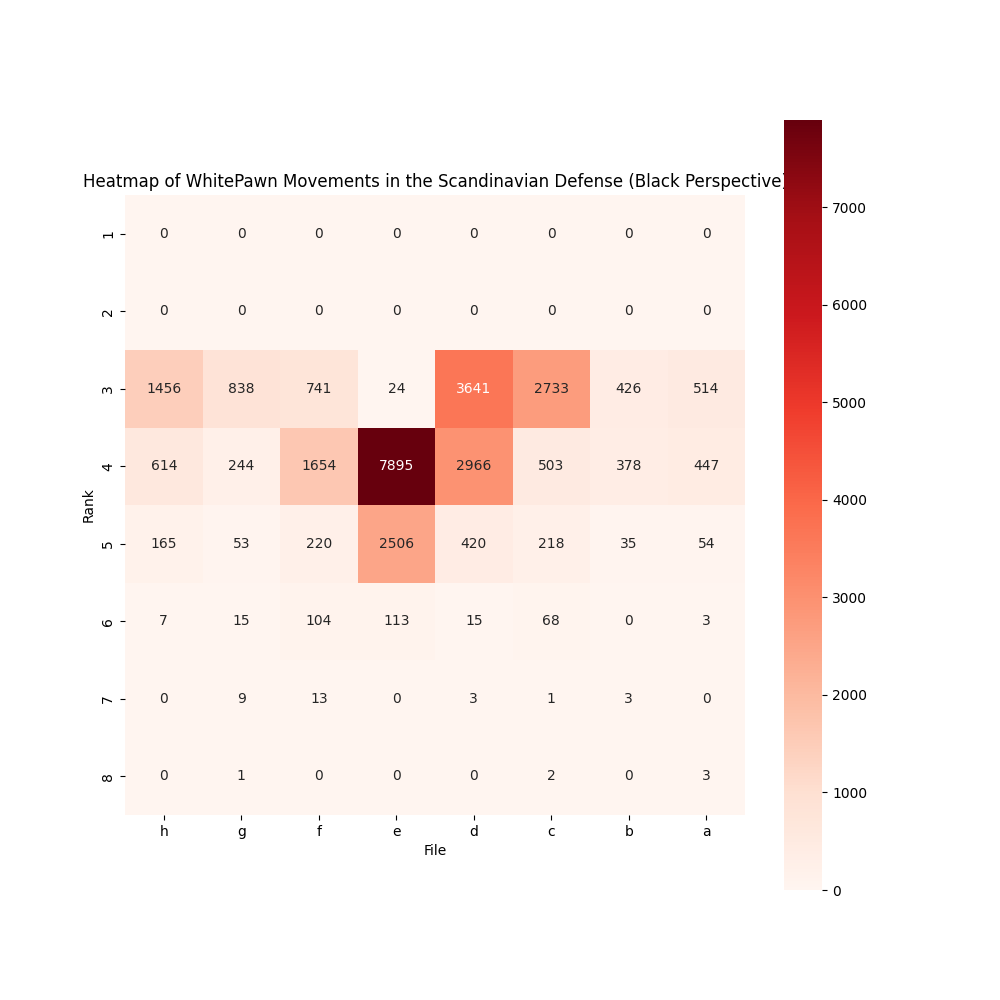 Heatmap of WhitePawn Movements in the Scandinavian Defense (Black Perspective)
7000
6000
5000
4000
3000
2000
1000
0
Rank
1 0 0 0 0 0 0 0 0
2 0 0 0 0 0 0 0 0
3 1456 838 741 24 3641 2733 426 514
4 614 244 1654 7895 2966 503 378 447
5 165 53 220 2506 420 218 35 54
6 7 15 104 113 15 68 0 3
7 0 9 13 0 3 1 3 0
8 0 1 0 0 0 2 0 3
h g f e d c b a
File